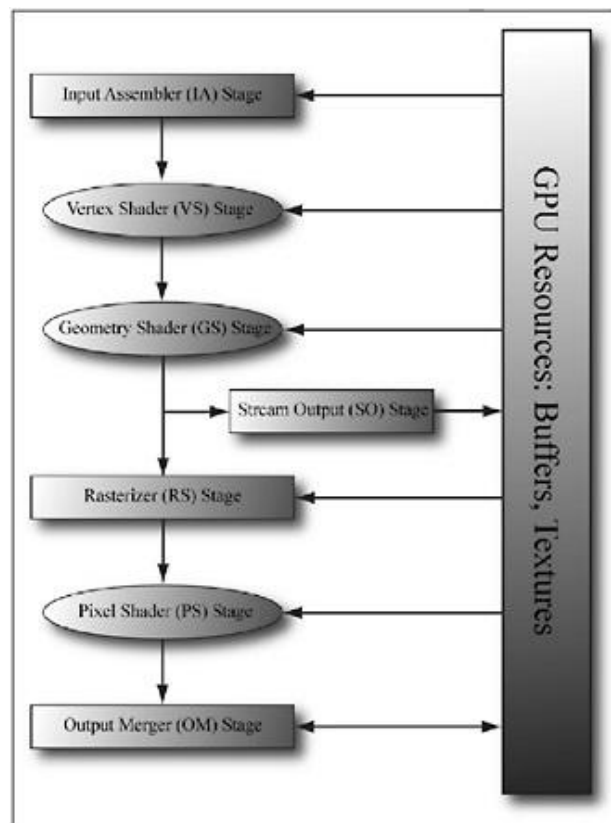 Input Assembler (IA) Stage
Vertex Shader (VS) Stage
Geometry Shader (GS) Stage
Stream Output (SO) Stage
Rasterizer (RS) Stage
Pixel Shader (PS) Stage
Output Merger (OM) Stage
GPU Resources: Buffers, Textures